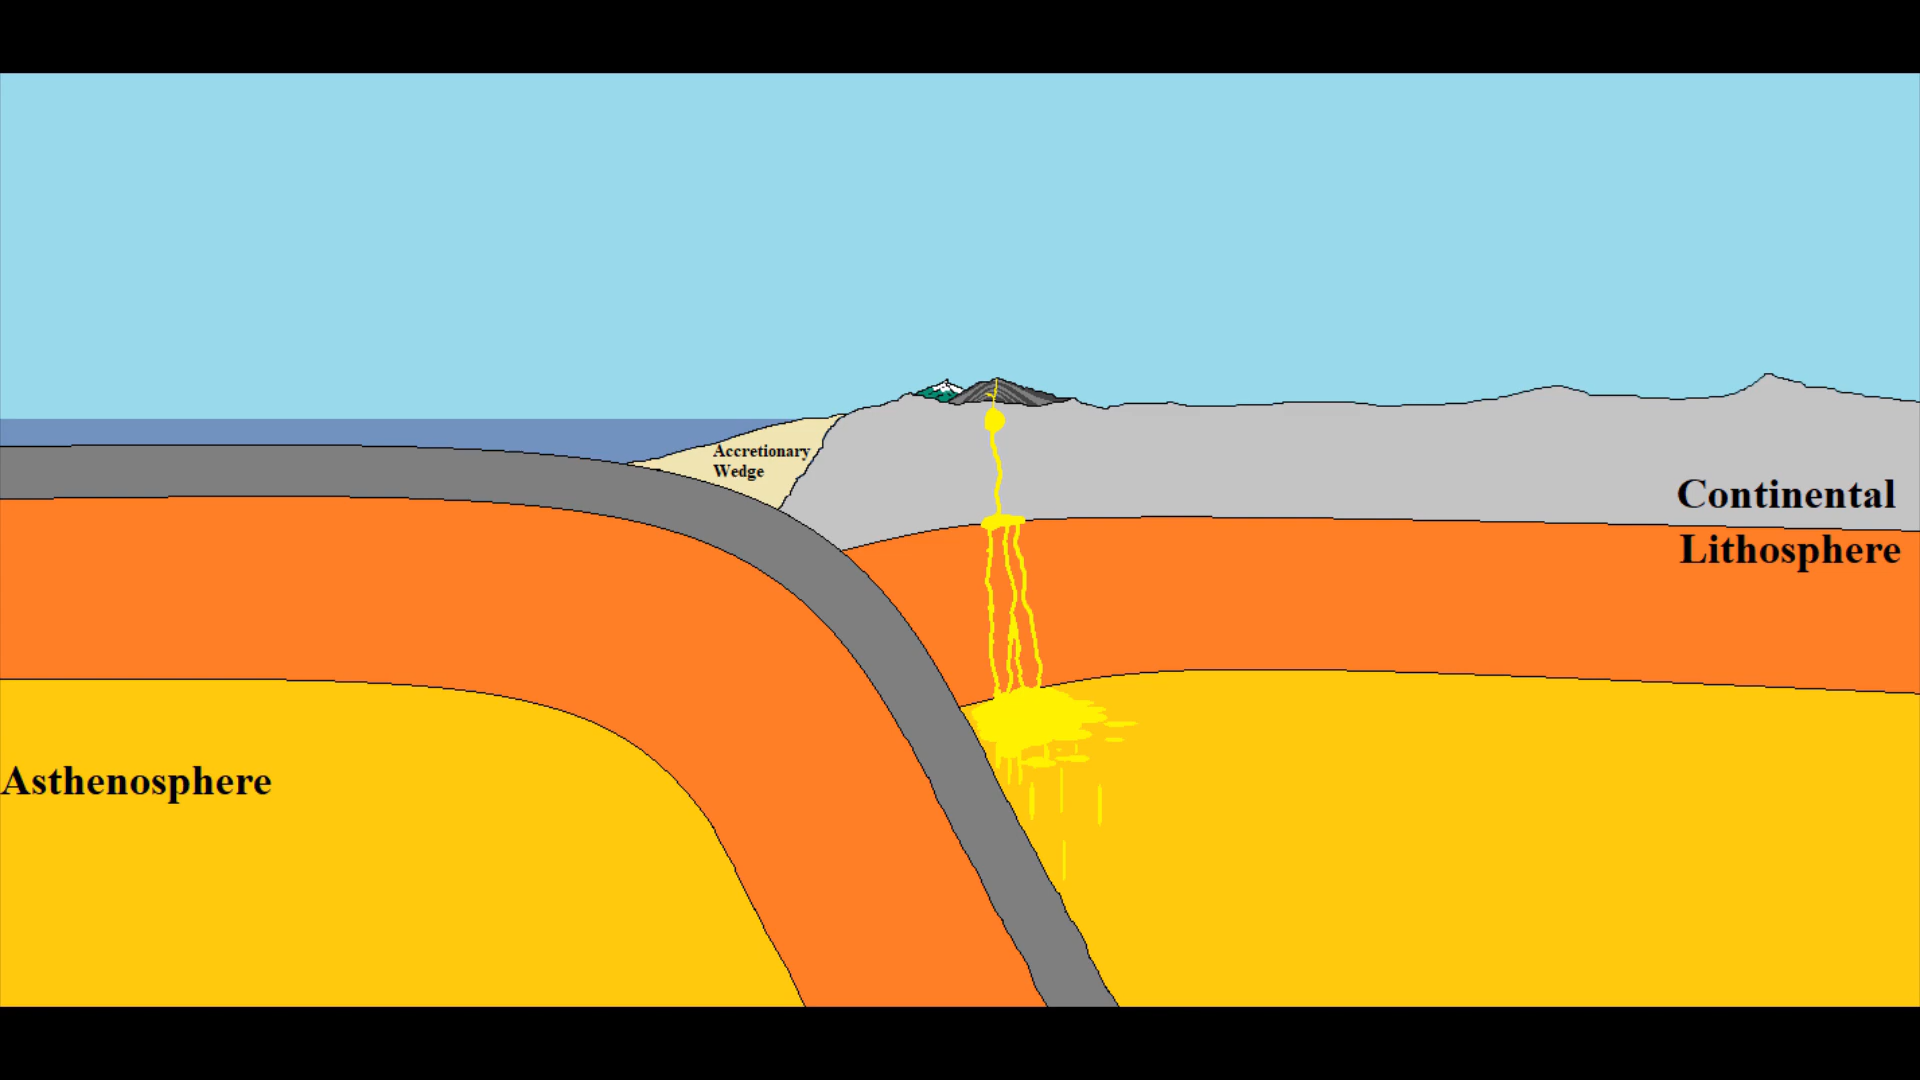 Accretionary
Wedge
Continental
Lithosphere
Asthenosphere